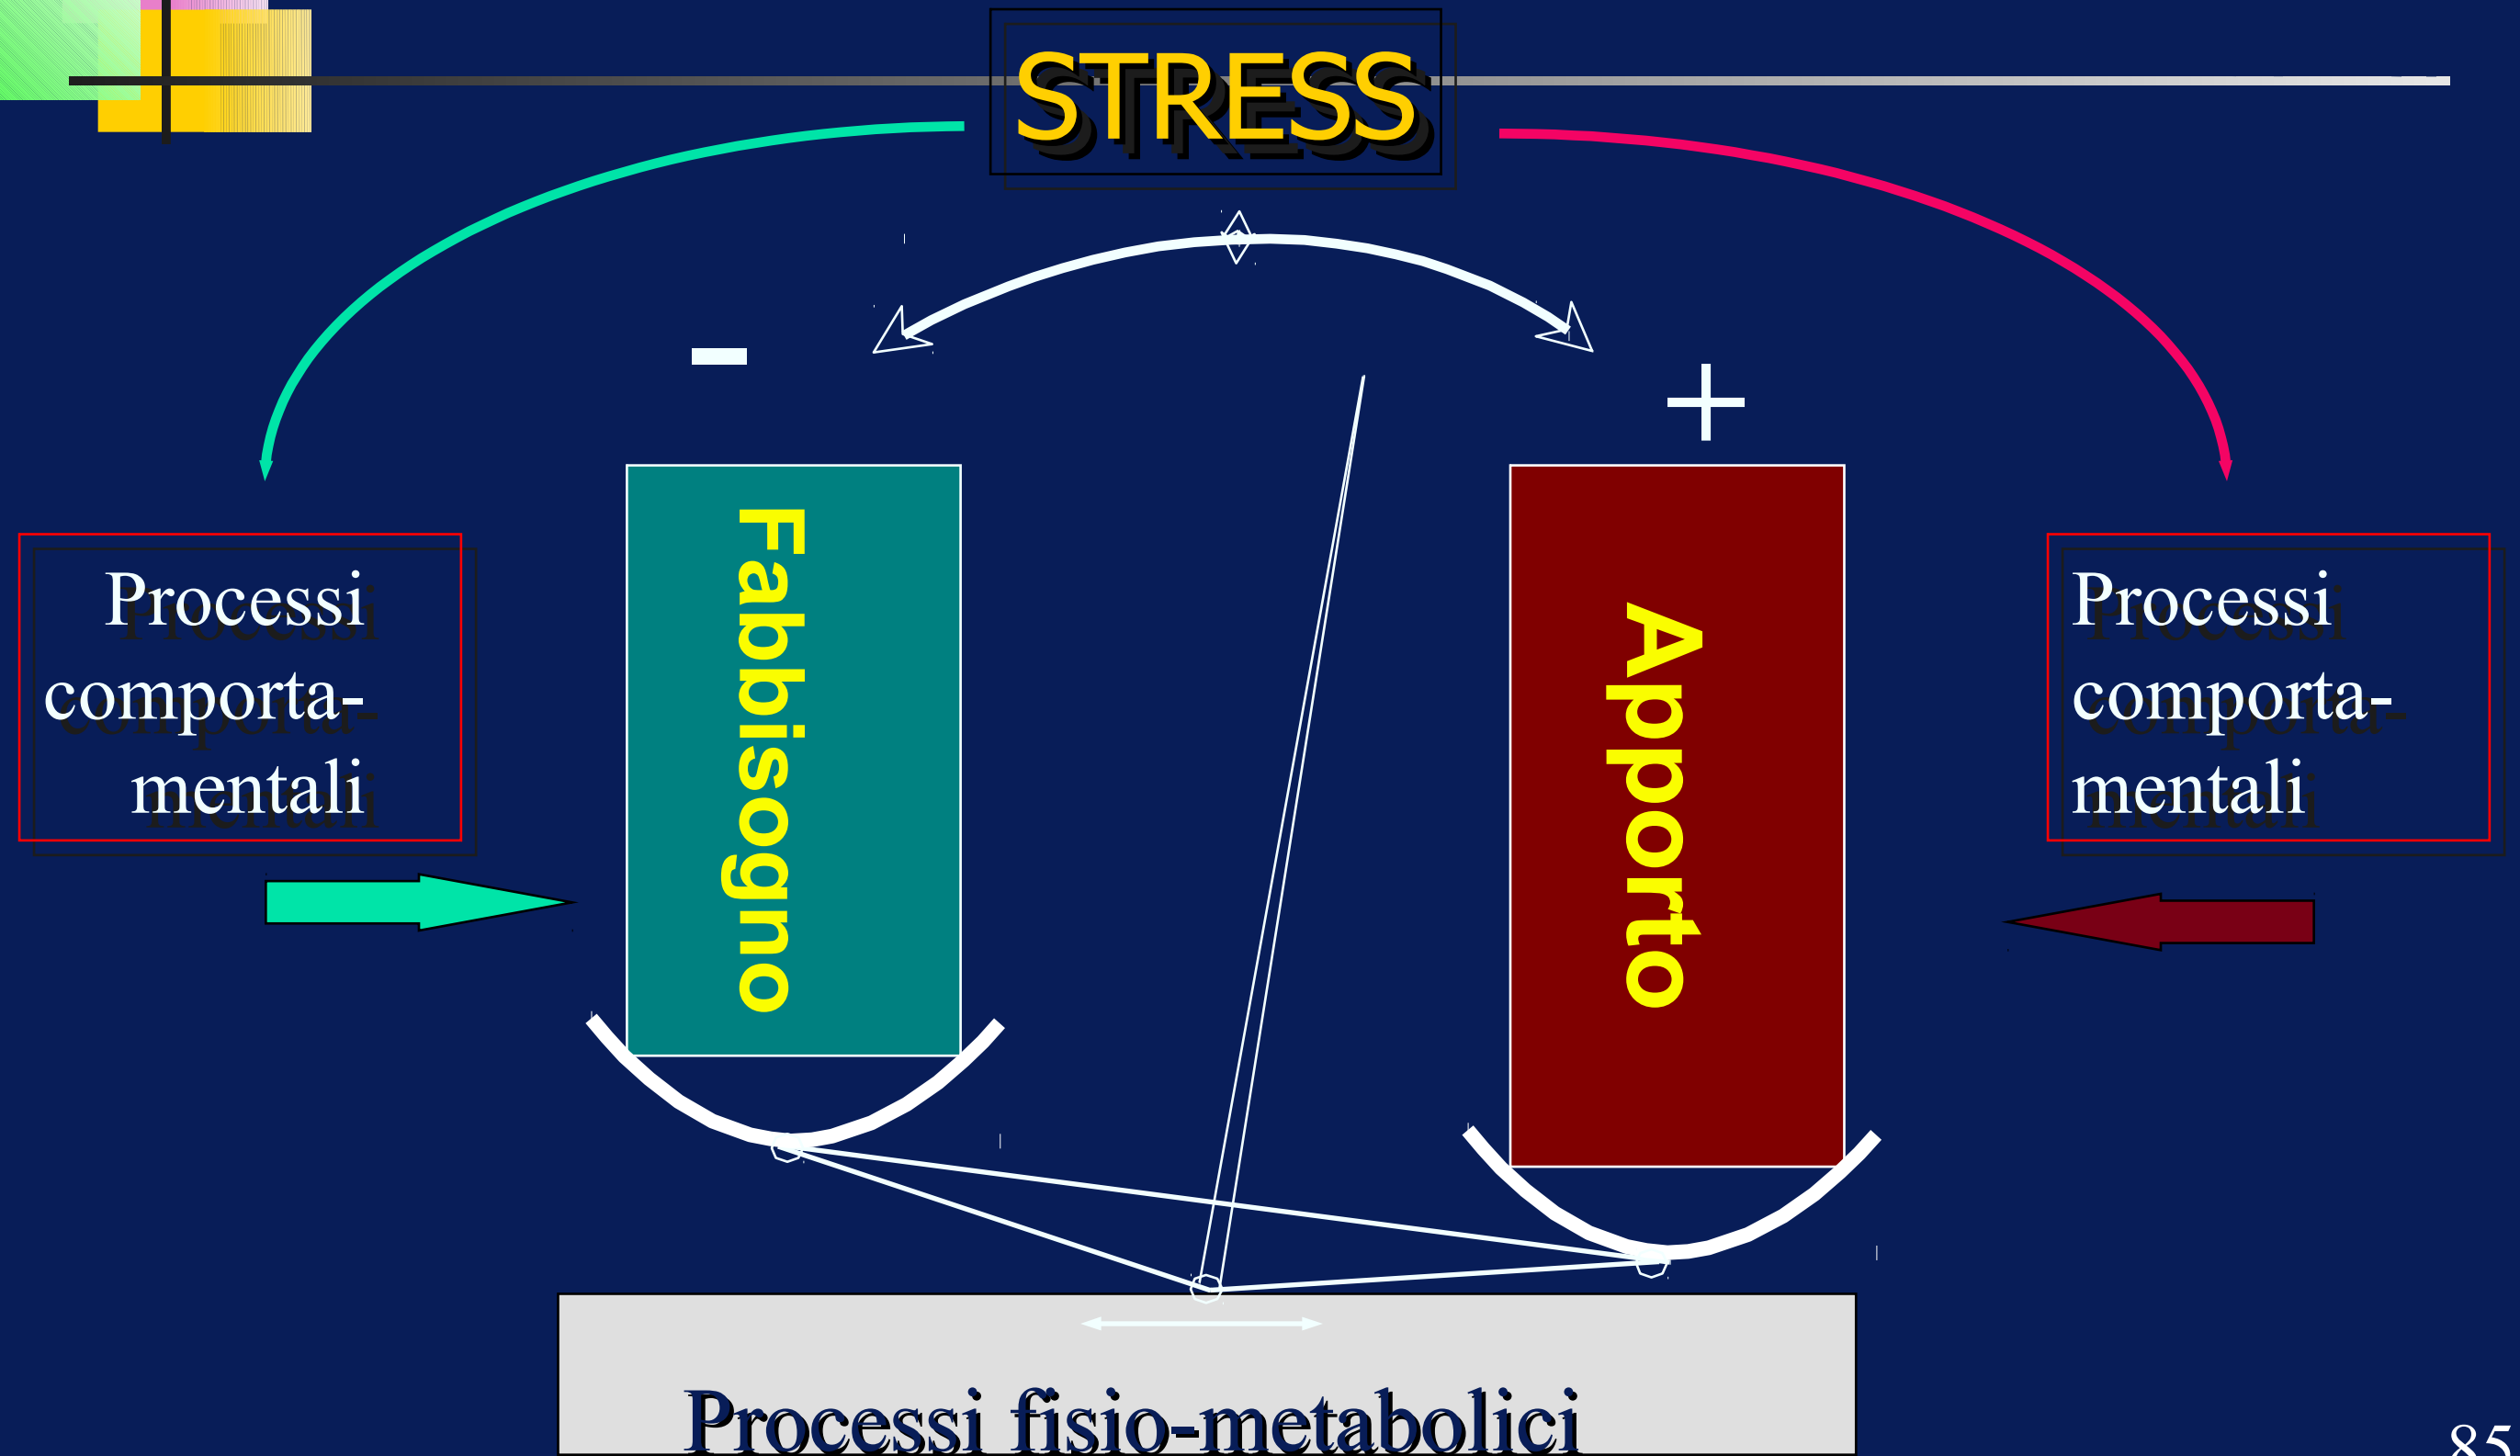 STRESS
-
+
Processi
comporta-
mentali
Fabbisogno
Apporto
Processi
comporta-
mentali
Processi fisio-metabolici
85